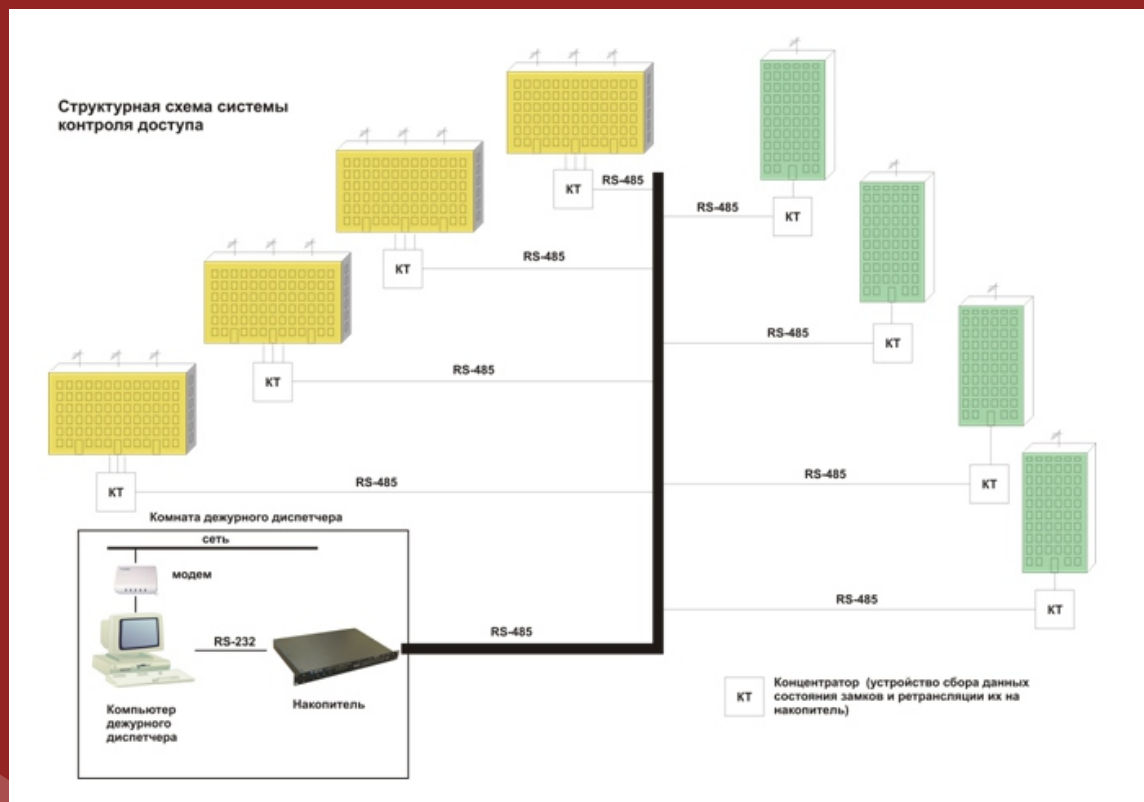 Структурная схема системы
контроля доступа
КТ
RS-485
RS-485
КТ
КТ
RS-485
RS-485
КТ
КТ
RS-485
RS-485
КТ
КТ
RS-485
RS-485
КТ
RS-485
КТ
Комната дежурного диспетчера
сеть
модем
RS-232
RS-485
Накопитель
Компьютер
дежурного
диспетчера
КТ
Концентратор (устройство сбора данных
состояния замков и ретрансляции их на
накопитель)